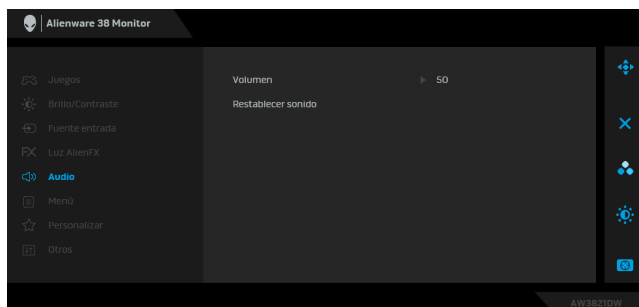 Alienware 38 Monitor
Juegos
Brillo/Contraste
Fuente entrada
FX Luz AlienFX
Audio
Menú
Personalizar
Otros
Volumen 50
Restablecer sonido
AW3821DW